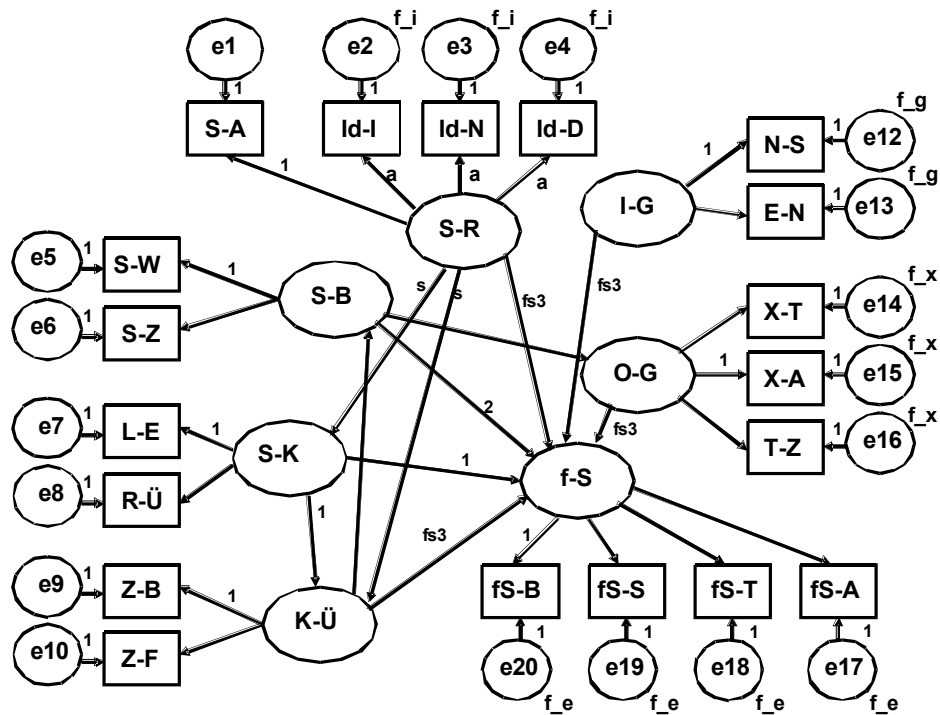 f_i f_i f_i
e1 e2 e3 e4
1 1 1 1
f_g
S-A Id-I Id-N Id-D
N-S 1 e12
1 1
f_g
a a a
I-G
E-N 1 e13
S-R
e5 1 S-W
1 S-B
s s fs3 fs3
f_x
X-T 1 e14
e6 1 S-Z
O-G
f_x
1 X-A 1 e15
e7 1 L-E
1 2 fs3
f_x
T-Z 1 e16
S-K
1 f-S
e8 1 R-Ü
1
fs3 1
e9 1 Z-B
1
fS-B fS-S fS-T fS-A
K-Ü
e10 1 Z-F
1 1 1 1
e20 e19 e18 e17
f_e f_e f_e f_e